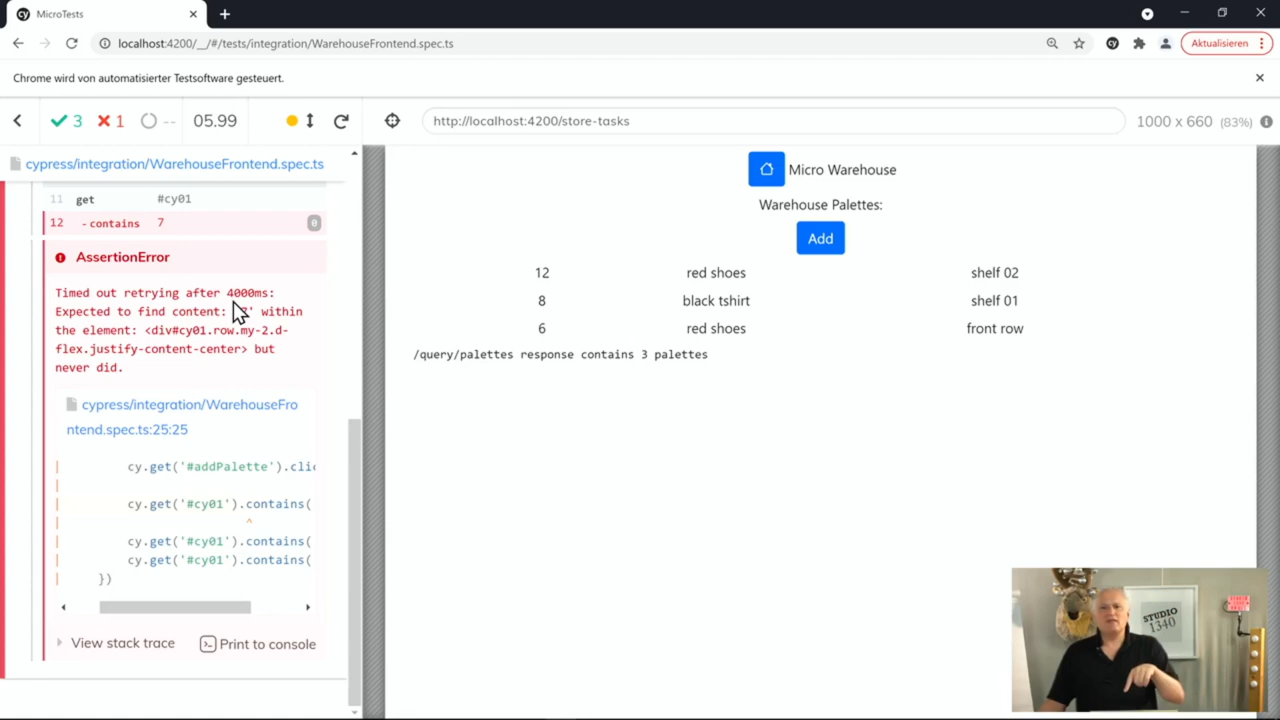 MicroTests
localhost:4200/__/#/tests/integration/WarehouseFrontend.spec.ts
Aktualisieren
Chrome wird von automatisierter Testsoftware gesteuert.
3
1
--
05.99
http://localhost:4200/store-tasks
1000 x 660 (83%)
cypress/integration/WarehouseFrontend.spec.ts
11 get #cy01
12 - contains 7 0
AssertionError
Timed out retrying after 4000ms:
Expected to find content: ' within
the element: <div#cy01.row.my-2.d-
flex.justify-content-center> but
never did.
cypress/integration/WarehouseFro
ntend.spec.ts:25:25
cy.get('#addPalette').clic
cy.get('#cy01').contains(
^
cy.get('#cy01').contains(
cy.get('#cy01').contains(
})
View stack trace
Print to console
Micro Warehouse
Warehouse Palettes:
Add
12 red shoes shelf 02
8 black tshirt shelf 01
6 red shoes front row
/query/palettes response contains 3 palettes
STUDIO
1340